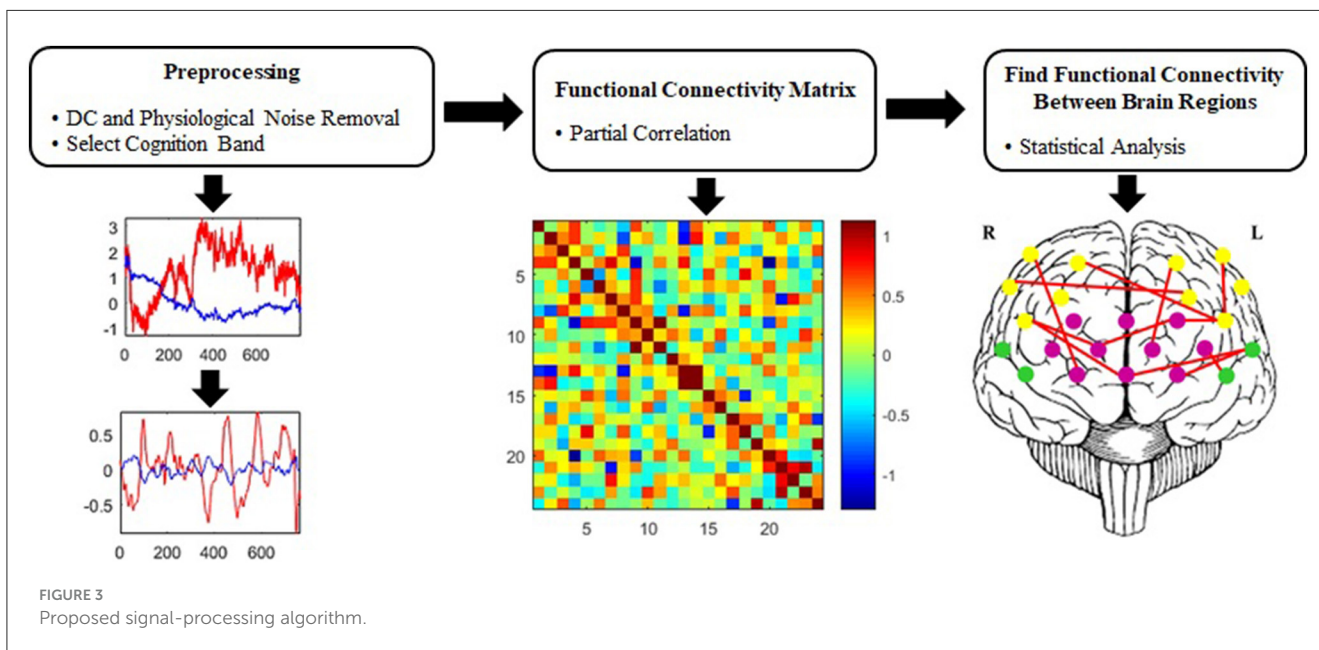 Preprocessing
• DC and Physiological Noise Removal
• Select Cognition Band
Functional Connectivity Matrix
• Partial Correlation
Find Functional Connectivity
Between Brain Regions
• Statistical Analysis
3
2
1
0
-1
0 200 400 600
0.5
0
-0.5
0 200 400 600
5
10
15
20
5 10 15 20
1
0.5
0
-0.5
-1
R L
FIGURE 3
Proposed signal-processing algorithm.